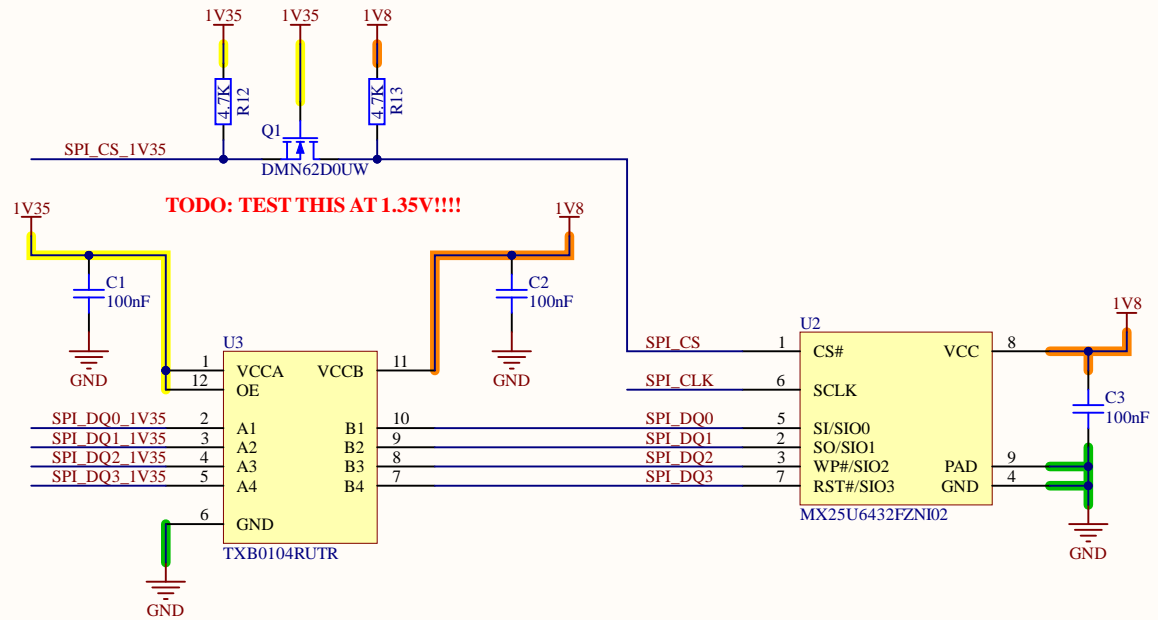 1V35 1V35 1V8
4.7K R12 4.7K R13
Q1
SPI_CS_1V35
DMN62D0UW
TODO: TEST THIS AT 1.35V!!!!
1V35 1V8
C1 100nF
C2 100nF
GND GND
U3
1 VCCA VCCB 11
12 OE
SPI_DQ0_1V35 2 A1 B1 10 SPI_DQ0
SPI_DQ1_1V35 3 A2 B2 9 SPI_DQ1
SPI_DQ2_1V35 4 A3 B3 8 SPI_DQ2
SPI_DQ3_1V35 5 A4 B4 7 SPI_DQ3
6 GND
TXB0104RUTR
GND
U2
1V8
SPI_CS 1 CS# VCC 8
SPI_CLK 6 SCLK
C3 100nF
5 SI/SIO0
2 SO/SIO1
3 WP#/SIO2 PAD 9
7 RST#/SIO3 GND 4
MX25U6432FZNI02
GND